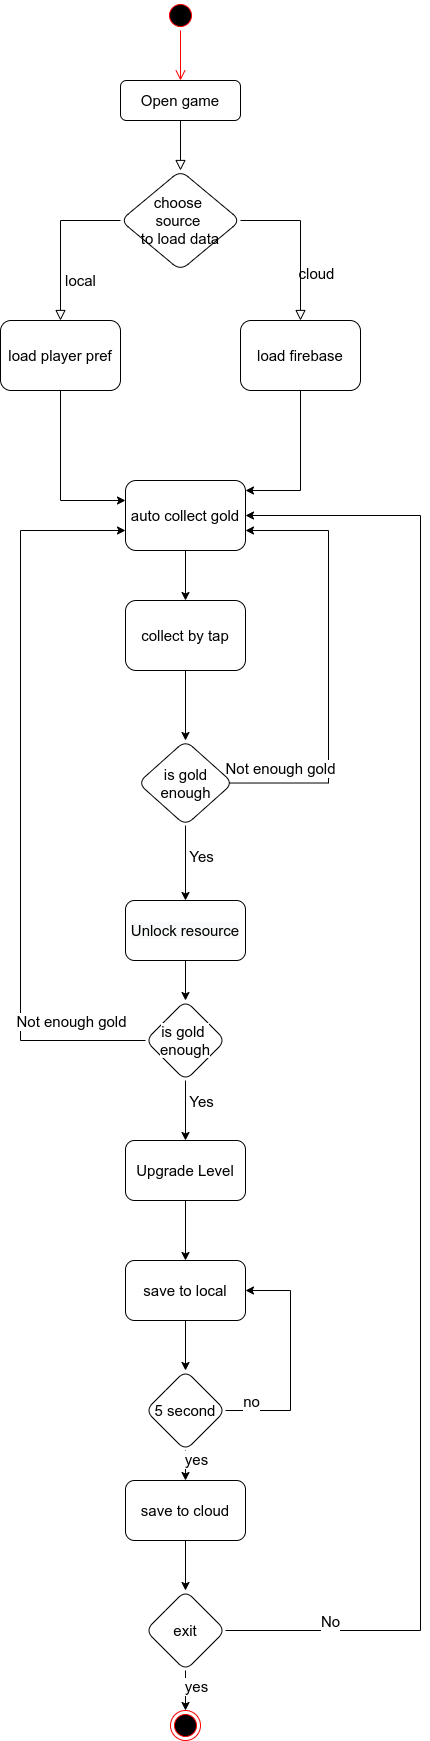 Open game
choose
source
to load data
local
cloud
load player pref
load firebase
auto collect gold
collect by tap
is gold
enough
Not enough gold
Yes
Unlock resource
Not enough gold
is gold
enough
Yes
Upgrade Level
save to local
5 second
no
yes
save to cloud
exit
No
yes